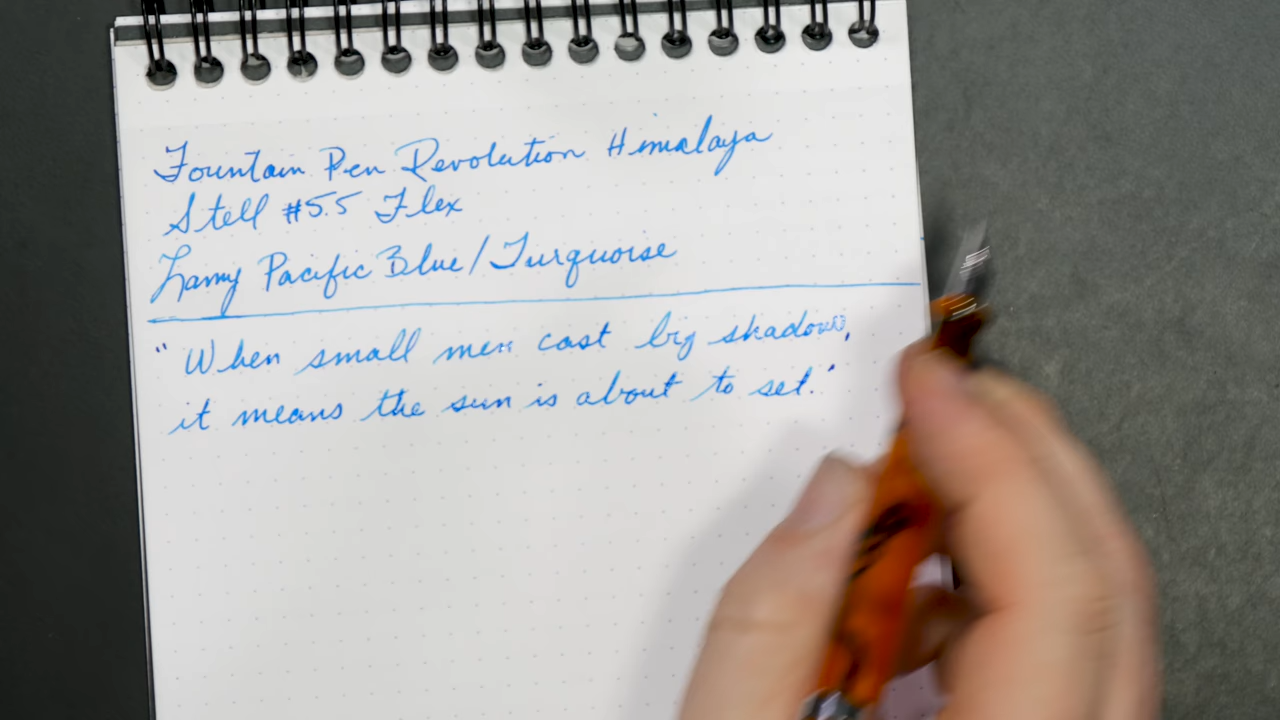 Fountain Pen Revolution Himalaya
Stell #5.5 Flex
Lamy Pacific Blue/Turquoise
"When small men cast big shadows,
it means the sun is about to set."